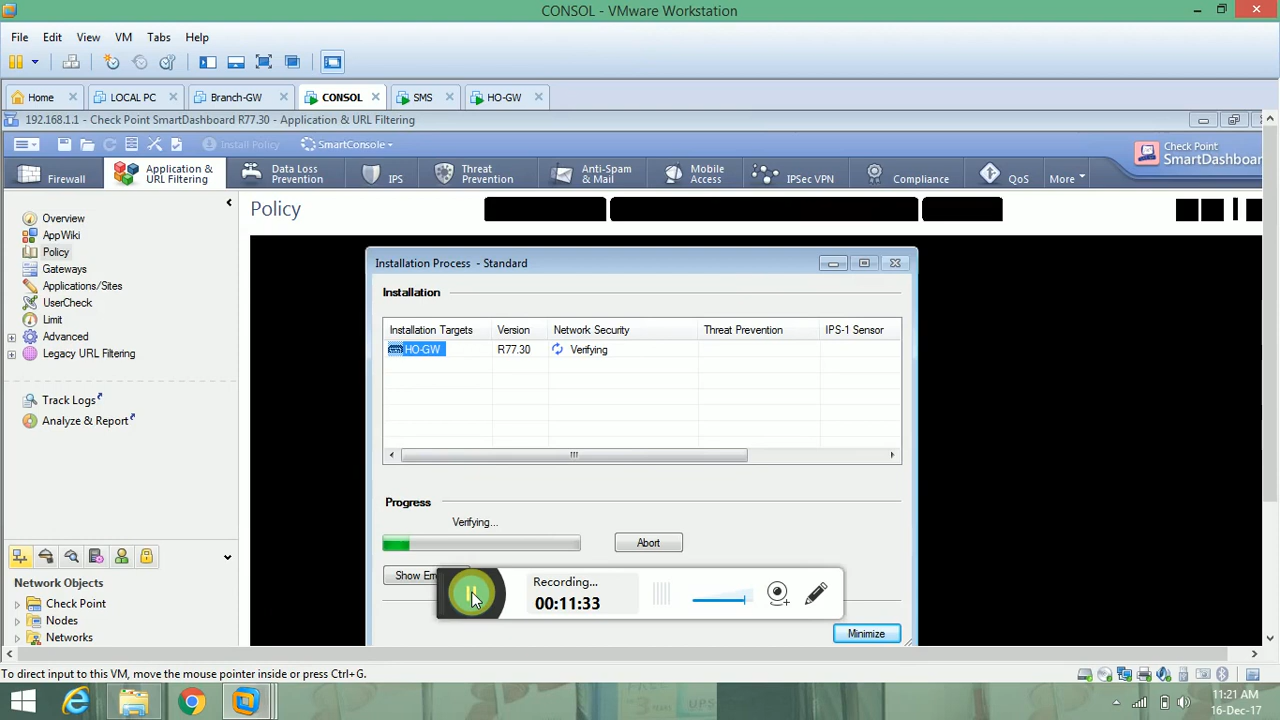 CONSOL - VMware Workstation
File Edit View VM Tabs Help
Home LOCAL PC Branch-GW CONSOL SMS HO-GW
192.168.1.1 - Check Point SmartDashboard R77.30 - Application & URL Filtering
Install Policy SmartConsole
Check Point
SmartDashboa
Firewall
Application &
URL Filtering
Data Loss
Prevention
IPS
Threat
Prevention
Anti-Spam
& Mail
Mobile
Access
IPSec VPN
Compliance
QoS
More
Overview
AppWiki
Policy
Gateways
Applications/Sites
UserCheck
Limit
Advanced
Legacy URL Filtering
Track Logs
Analyze & Report
Network Objects
Check Point
Nodes
Networks
Policy
Installation Process - Standard
Installation
Installation Targets Version Network Security Threat Prevention IPS-1 Sensor
HO-GW R77.30 Verifying
Progress
Verifying...
Abort
Show Err
Recording...
00:11:33
Minimize
To direct input to this VM, move the mouse pointer inside or press Ctrl+G.
UPS
11:21 AM
16-Dec-17